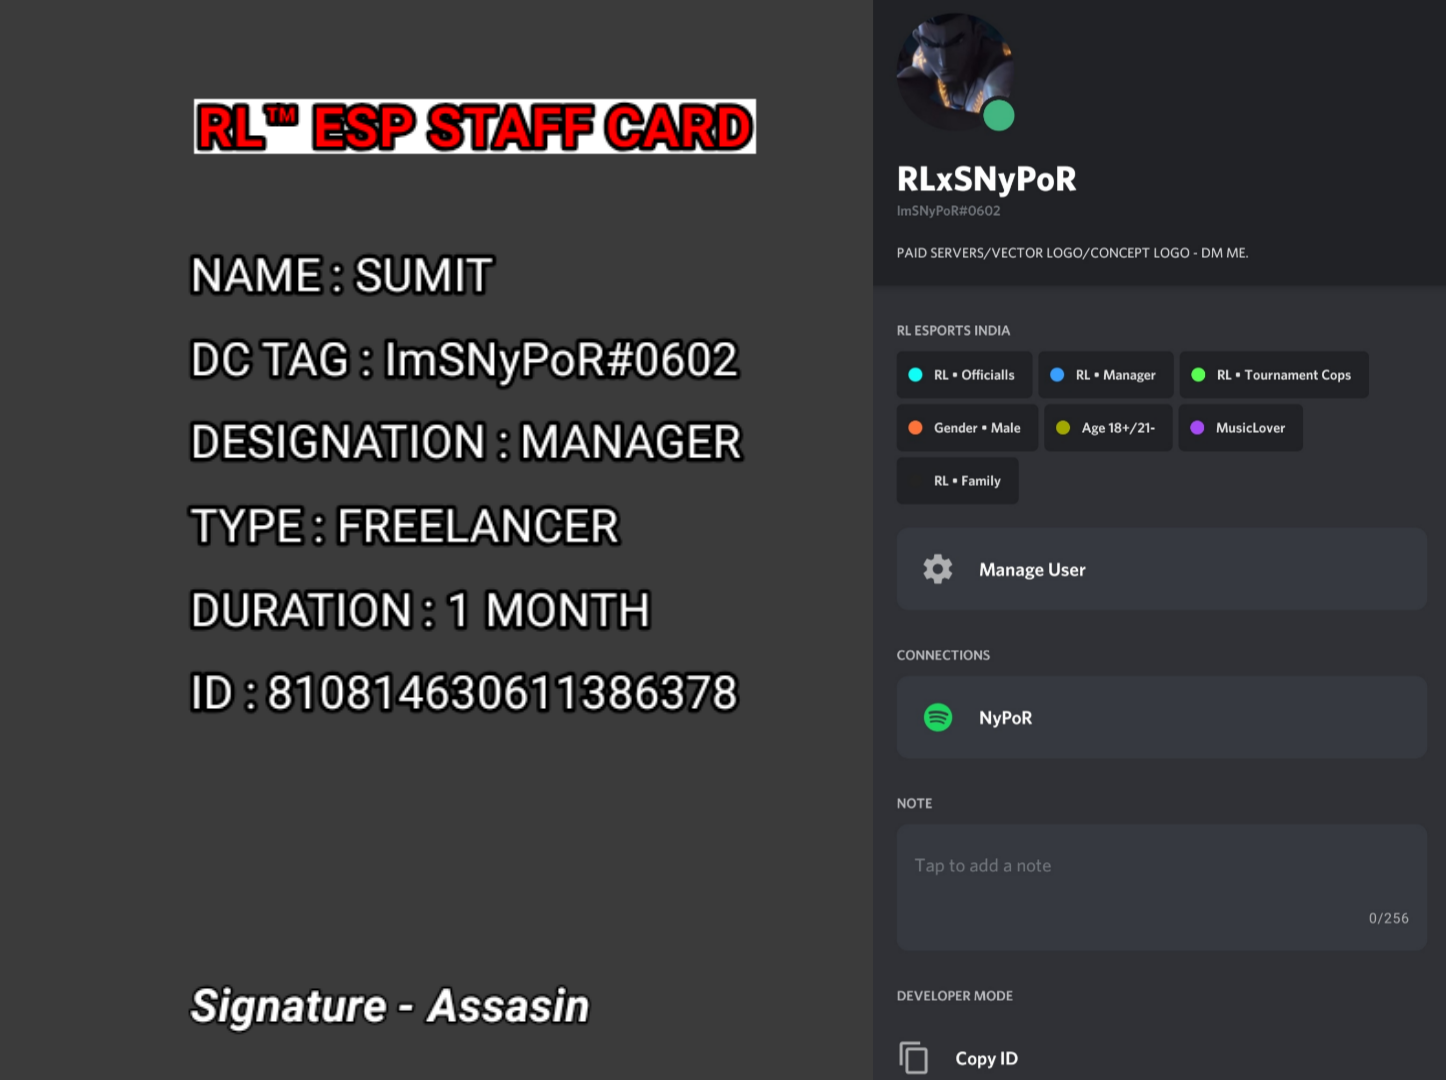 RL™ ESP STAFF CARD
NAME : SUMIT
DC TAG : ImSNyPoR#0602
DESIGNATION : MANAGER
TYPE : FREELANCER
DURATION : 1 MONTH
ID : 810814630611386378
Signature - Assasin
RLxSNyPoR
ImSNyPoR#0602
PAID SERVERS/VECTOR LOGO/CONCEPT LOGO - DM ME.
RL ESPORTS INDIA
RL • Officialls RL • Manager RL • Tournament Cops
Gender • Male Age 18+/21- MusicLover
RL • Family
Manage User
CONNECTIONS
NyPoR
NOTE
Tap to add a note
0/256
DEVELOPER MODE
Copy ID